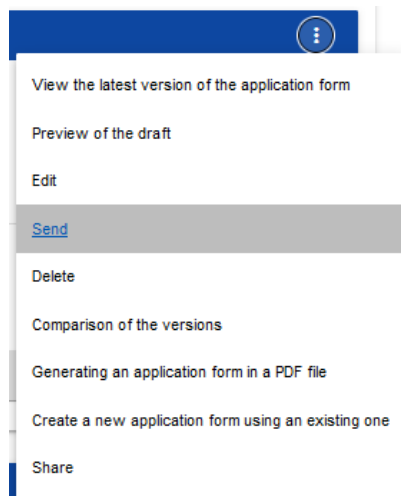 View the latest version of the application form
Preview of the draft
Edit
Send
Delete
Comparison of the versions
Generating an application form in a PDF file
Create a new application form using an existing one
Share